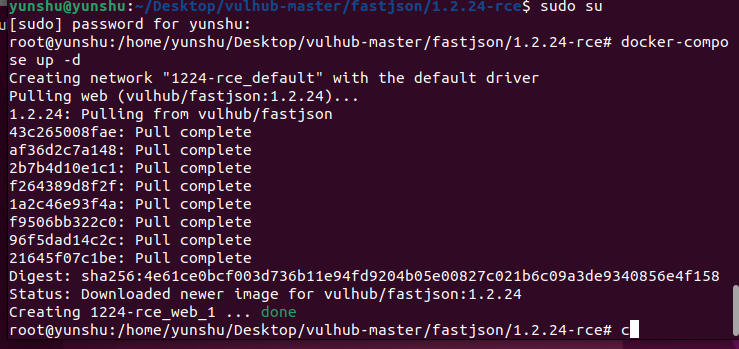 yunshu@yunshu:~/Desktop/vulhub-master/fastjson/1.2.24-rce$ sudo su
[sudo] password for yunshu:
root@yunshu:/home/yunshu/Desktop/vulhub-master/fastjson/1.2.24-rce# docker-compo
se up -d
Creating network "1224-rce_default" with the default driver
Pulling web (vulhub/fastjson:1.2.24)...
1.2.24: Pulling from vulhub/fastjson
43c265008fae: Pull complete
af36d2c7a148: Pull complete
2b7b4d10e1c1: Pull complete
f264389d8f2f: Pull complete
1a2c46e93f4a: Pull complete
f9506bb322c0: Pull complete
96f5dad14c2c: Pull complete
21645f07c1be: Pull complete
Digest: sha256:4e61ce0bcf003d736b11e94fd9204b05e00827c021b6c09a3de9340856e4f158
Status: Downloaded newer image for vulhub/fastjson:1.2.24
Creating 1224-rce_web_1 ... done
root@yunshu:/home/yunshu/Desktop/vulhub-master/fastjson/1.2.24-rce# c